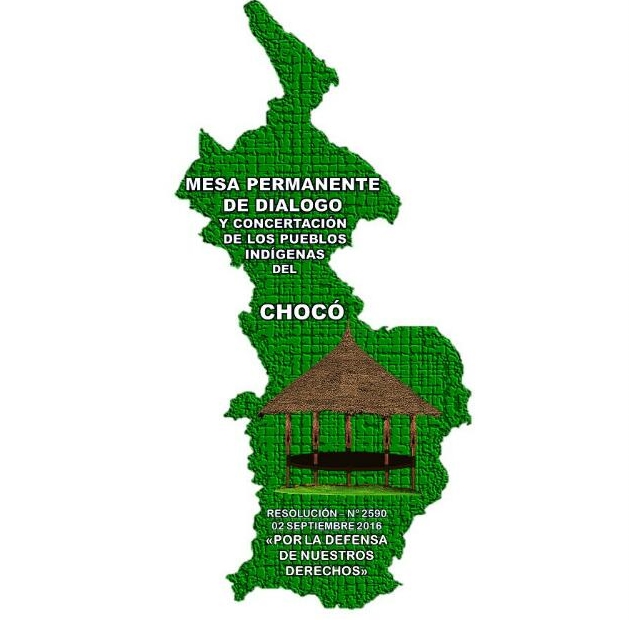 MESA PERMANENTE
DE DIALOGO
Y CONCERTACIÓN
DE LOS PUEBLOS
INDÍGENAS
DEL
CHOCÓ
RESOLUCIÓN - Nº 2590
02 SEPTIEMBRE 2016
«POR LA DEFENSA
DE NUESTROS
DERECHOS»